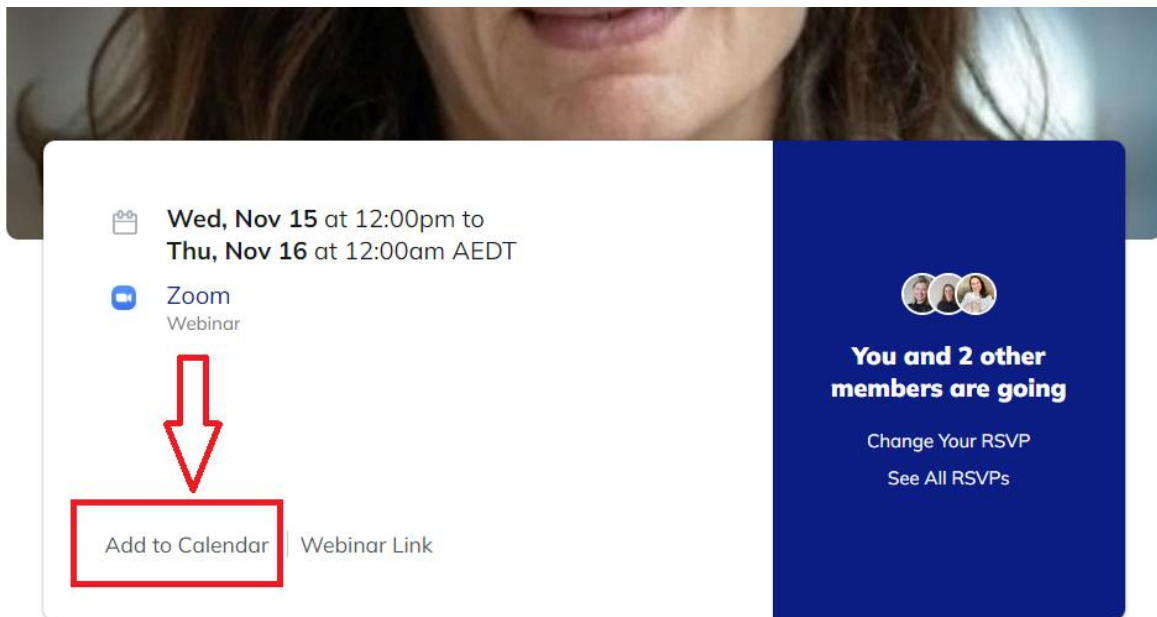 Wed, Nov 15 at 12:00pm to
Thu, Nov 16 at 12:00am AEDT
Zoom
Webinar
Add to Calendar
Webinar Link
You and 2 other
members are going
Change Your RSVP
See All RSVPs